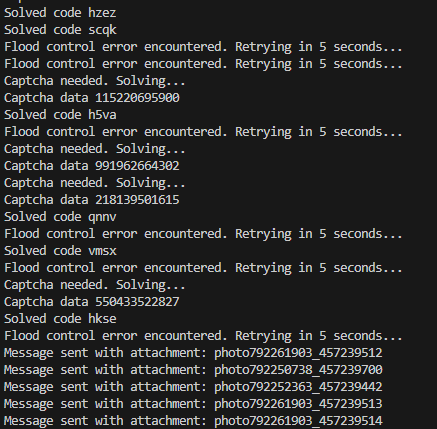 Solved code hzez
Solved code scqk
Flood control error encountered. Retrying in 5 seconds...
Flood control error encountered. Retrying in 5 seconds...
Captcha needed. Solving...
Captcha data 115220695900
Solved code h5va
Flood control error encountered. Retrying in 5 seconds...
Captcha needed. Solving...
Captcha data 991962664302
Captcha needed. Solving...
Captcha data 218139501615
Solved code qnnv
Flood control error encountered. Retrying in 5 seconds...
Solved code vmsx
Flood control error encountered. Retrying in 5 seconds...
Captcha needed. Solving...
Captcha data 550433522827
Solved code hkse
Flood control error encountered. Retrying in 5 seconds...
Message sent with attachment: photo792261903_457239512
Message sent with attachment: photo792250738_457239700
Message sent with attachment: photo792252363_457239442
Message sent with attachment: photo792261903_457239513
Message sent with attachment: photo792261903_457239514